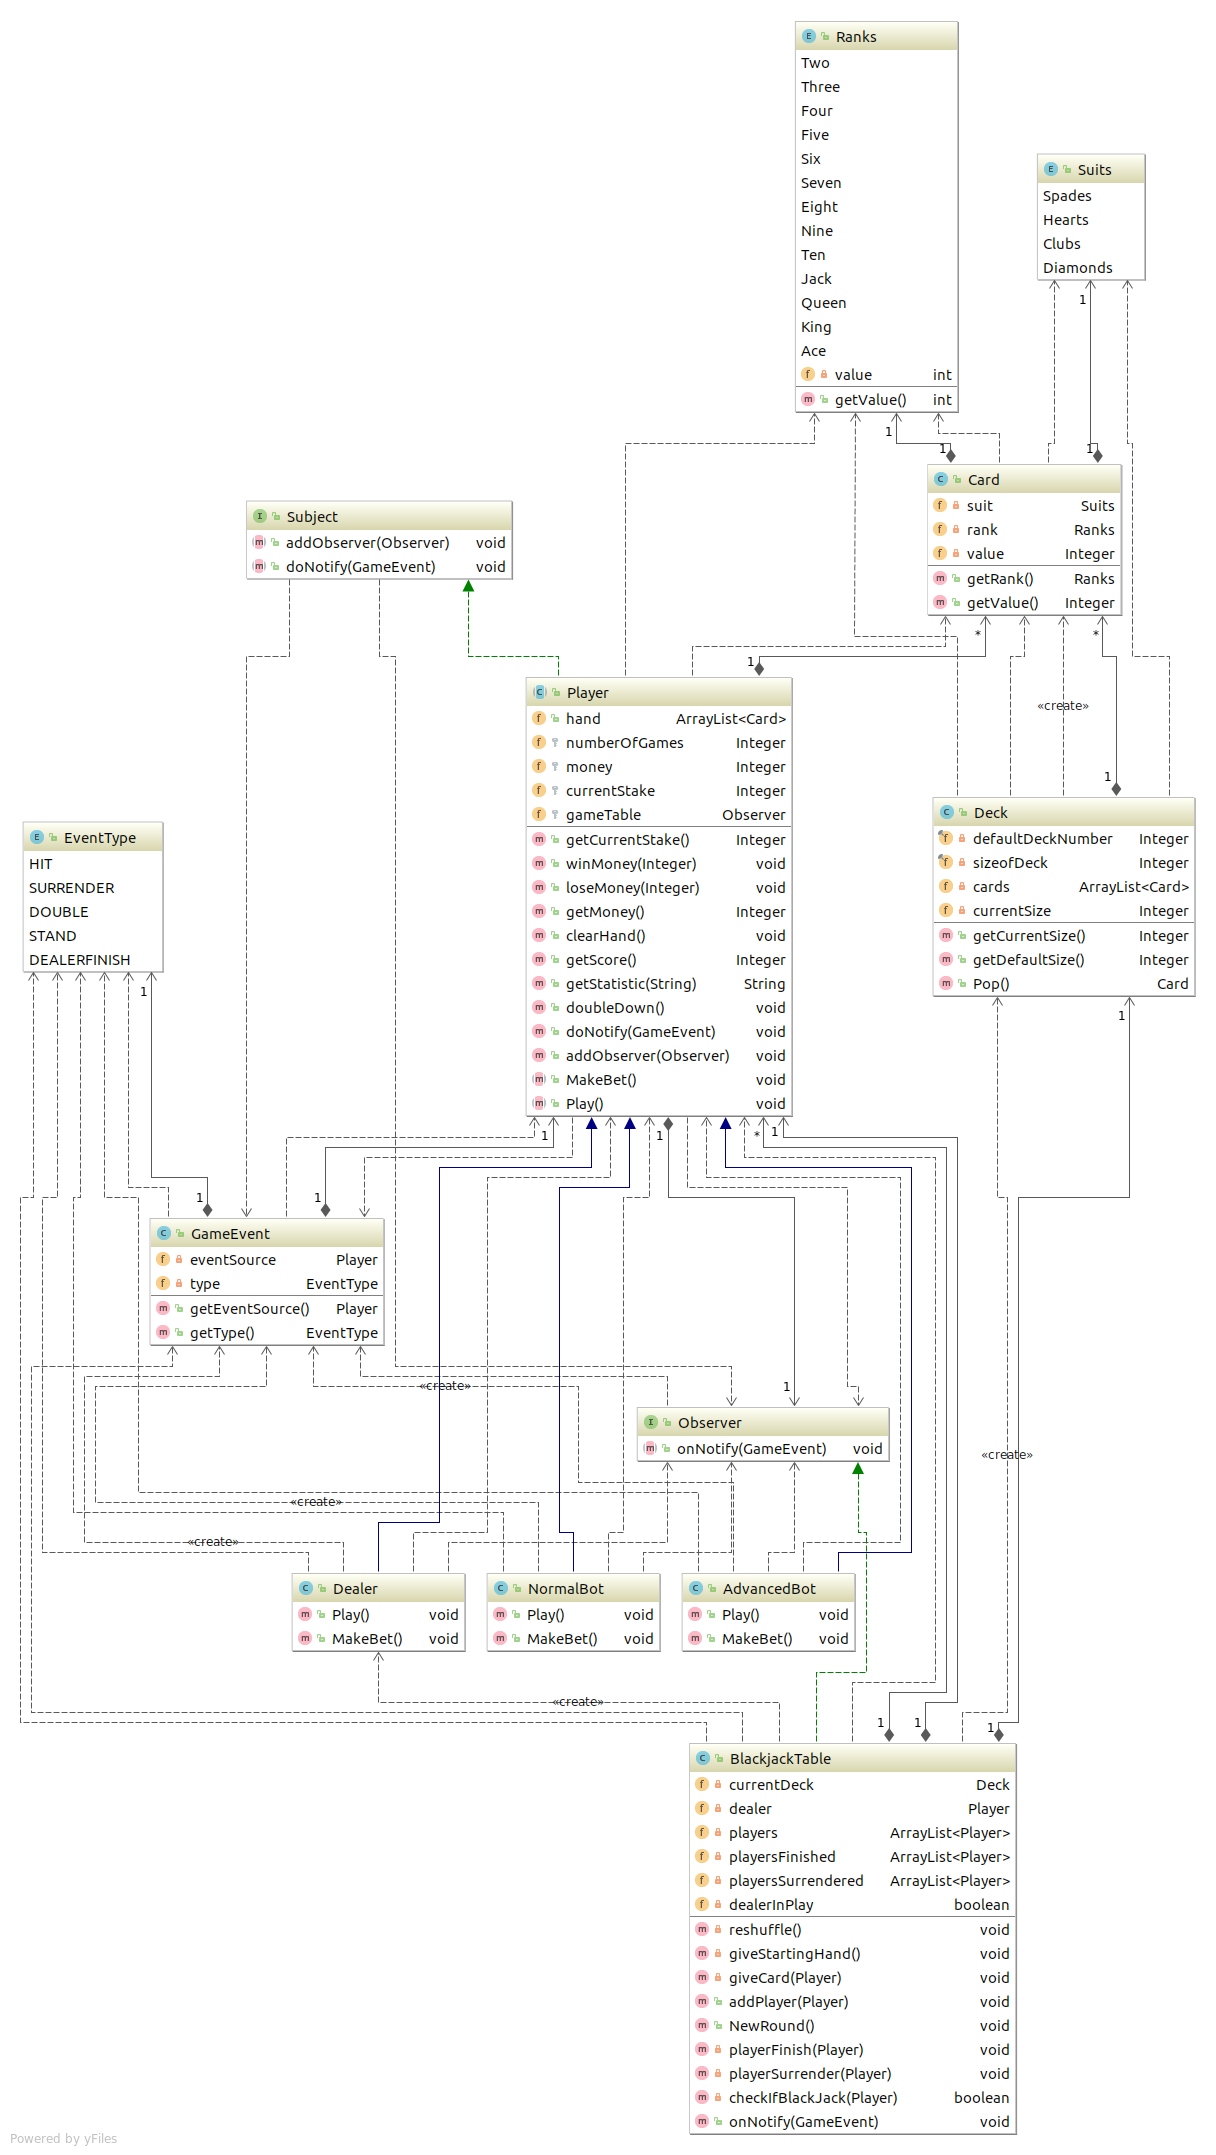 Ranks
Two
Three
Four
Five
Six
Seven
Eight
Nine
Ten
Jack
Queen
King
Ace
value int
getValue() int
Suits
Spades
Hearts
Clubs
Diamonds
1
1
1
1
Card
suit Suits
rank Ranks
value Integer
getRank() Ranks
getValue() Integer
Subject
addObserver(Observer) void
doNotify(GameEvent) void
*
*
1
«create»
1
Player
hand ArrayList<Card>
numberOfGames Integer
money Integer
currentStake Integer
gameTable Observer
getCurrentStake() Integer
winMoney(Integer) void
loseMoney(Integer) void
getMoney() Integer
clearHand() void
getScore() Integer
getStatistic(String) String
doubleDown() void
doNotify(GameEvent) void
addObserver(Observer) void
MakeBet() void
Play() void
Deck
defaultDeckNumber Integer
sizeofDeck Integer
cards ArrayList<Card>
currentSize Integer
getCurrentSize() Integer
getDefaultSize() Integer
Pop() Card
EventType
HIT
SURRENDER
DOUBLE
STAND
DEALERFINISH
1
1
1
1
*
1
1
1
GameEvent
eventSource Player
type EventType
getEventSource() Player
getType() EventType
«create»
1
Observer
onNotify(GameEvent) void
«create»
«create»
«create»
Dealer
Play() void
MakeBet() void
NormalBot
Play() void
MakeBet() void
AdvancedBot
Play() void
MakeBet() void
«create»
1
1
1
BlackjackTable
currentDeck Deck
dealer Player
players ArrayList<Player>
playersFinished ArrayList<Player>
playersSurrendered ArrayList<Player>
dealerInPlay boolean
reshuffle() void
giveStartingHand() void
giveCard(Player) void
addPlayer(Player) void
NewRound() void
playerFinish(Player) void
playerSurrender(Player) void
checkIfBlackJack(Player) boolean
onNotify(GameEvent) void
Powered by yFiles